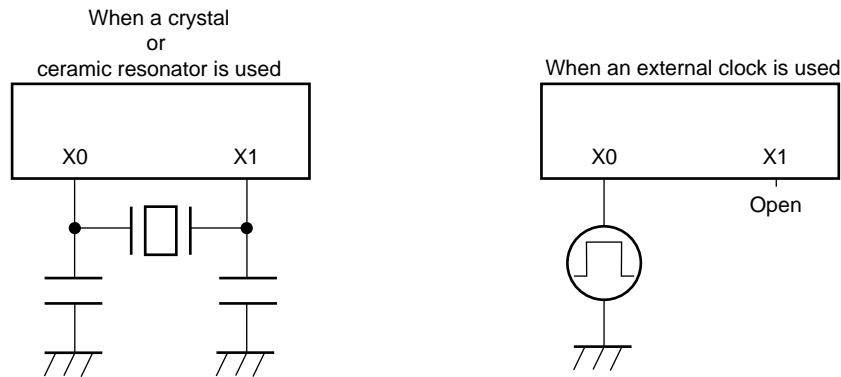 When a crystal
or
ceramic resonator is used
X0
X1
When an external clock is used
X0
X1
Open